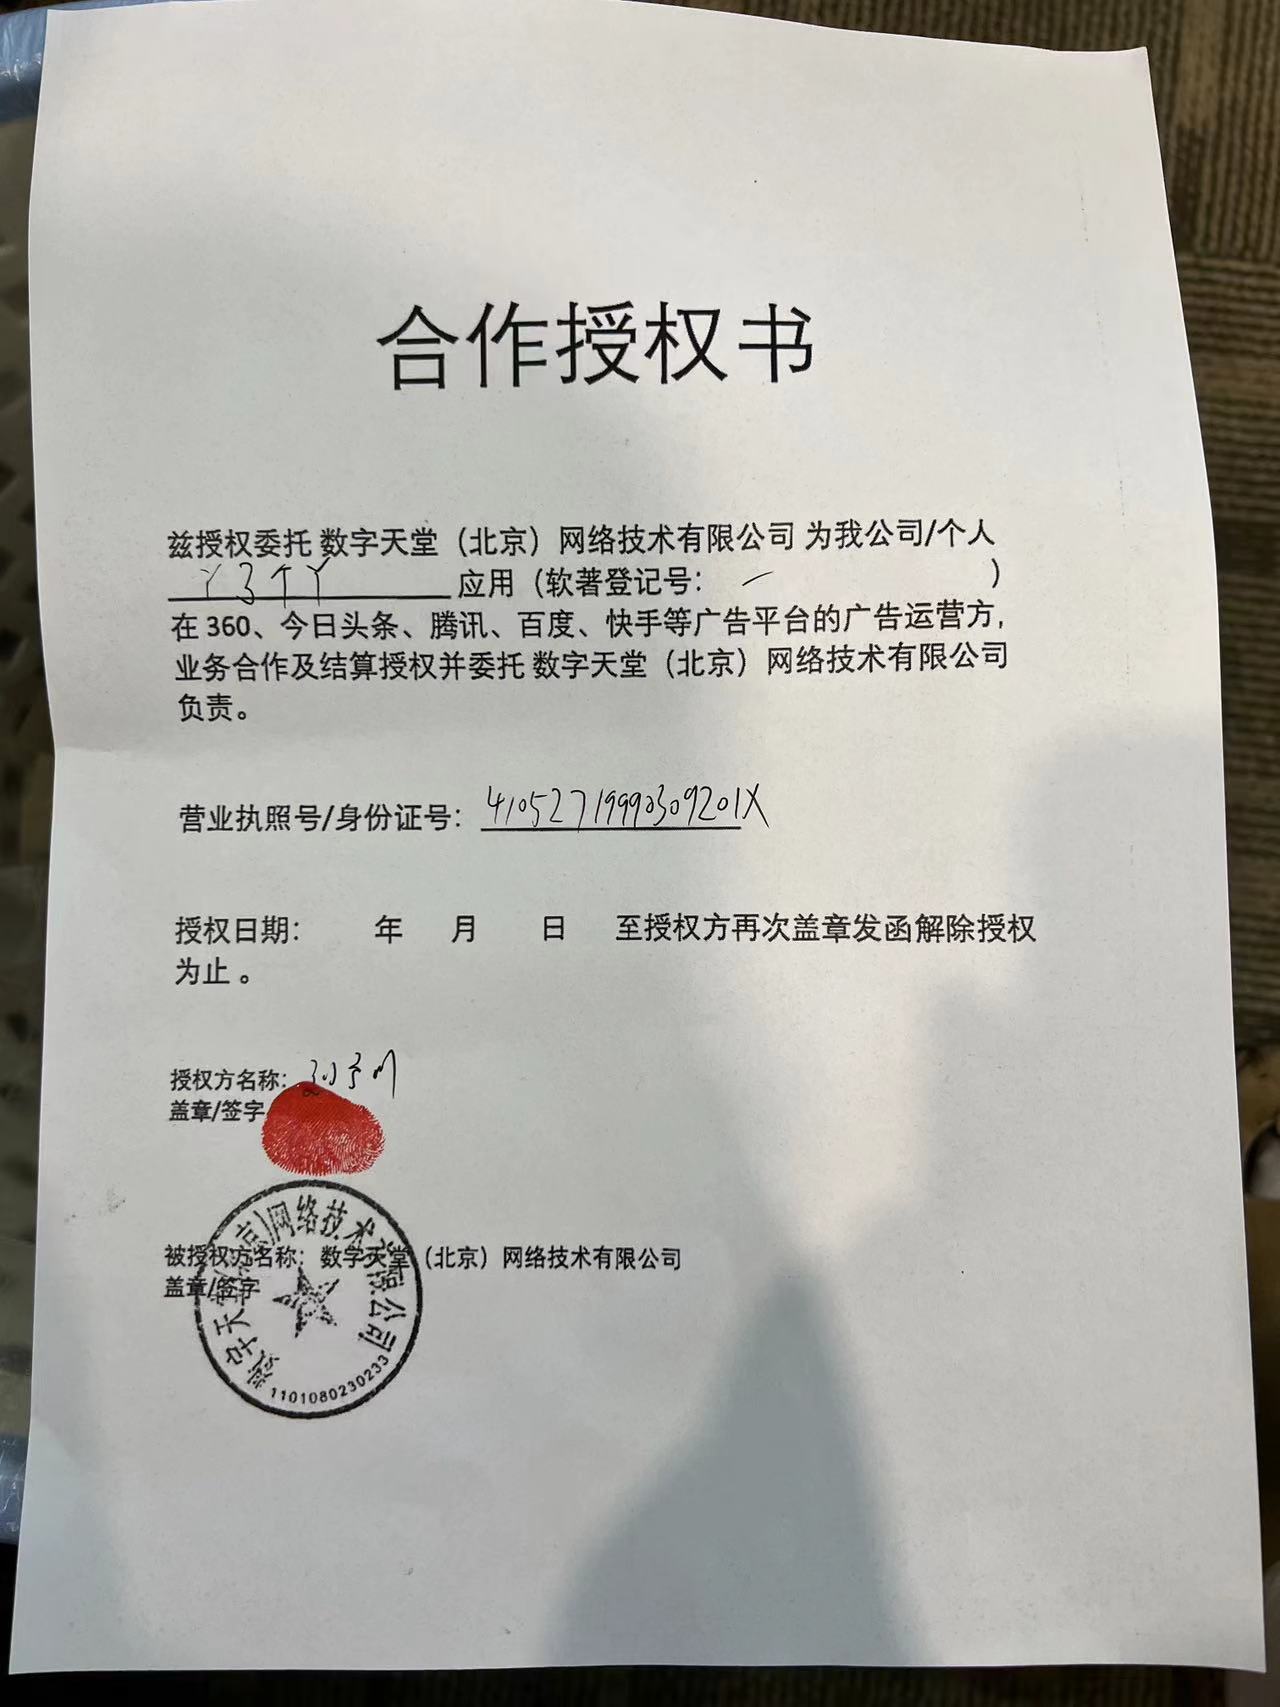 合作授权书
兹授权委托 数字天堂（北京）网络技术有限公司 为我公司/个人
应用（软著登记号： 一 ）
在 360、今日头条、腾讯、百度、快手等广告平台的广告运营方，
业务合作及结算授权并委托 数字天堂（北京）网络技术有限公司
负责。
营业执照号/身份证号：41052719990309201X
授权日期： 年 月 日 至授权方再次盖章发函解除授权
为止 。
授权方名称：
盖章/签字
被授权方名称：数字天堂（北京）网络技术有限公司
盖章/签字
数字天堂(北京)网络技术有限公司
1101080230233